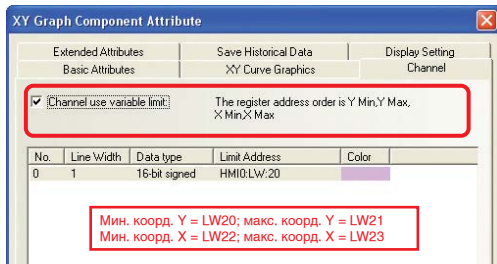 XY Graph Component Attribute
Extended Attributes Save Historical Data Display Setting
Basic Attributes XY Curve Graphics Channel
Channel use variable limit: The register address order is Y Min,Y Max,
X Min,X Max
No. Line Width Data type Limit Address Color
0 1 16-bit signed HMI0:LW:20
Мин. коорд. Y = LW20; макс. коорд. Y = LW21
Мин. коорд. X = LW22; макс. коорд. X = LW23